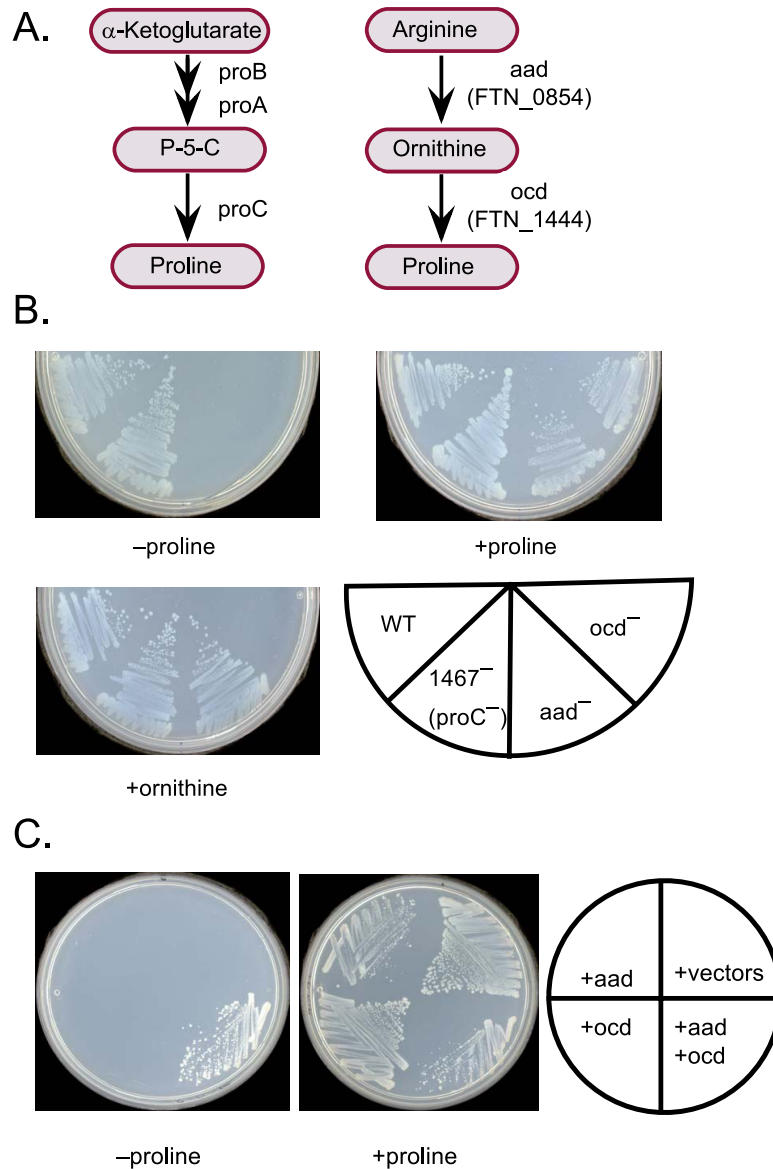 A.
α-Ketoglutarate
proB
proA
P-5-C
proC
Proline
Arginine
aad
(FTN_0854)
Ornithine
ocd
(FTN_1444)
Proline
B.
–proline
+proline
+ornithine
WT
1467–
(proC–)
aad–
ocd–
C.
–proline
+proline
+aad
+vectors
+ocd
+aad
+ocd